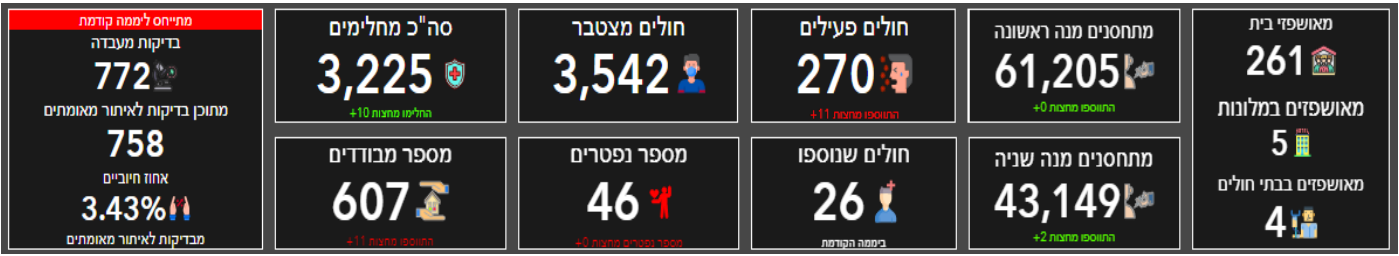 מאושפזי בית
261
מאושפזים במלונות
5
מאושפזים בבתי חולים
4
מתחסנים מנה ראשונה
61,205
התווספו מחצות 0+
חולים פעילים
270
התווספו מחצות 11+
חולים מצטבר
3,542
סה"כ מחלימים
3,225
החלימו מחצות 10+
מתחסנים מנה שניה
43,149
התווספו מחצות 2+
חולים שנוספו
26
ביממה הקודמת
מספר נפטרים
46
מספר נפטרים מחצות 0+
מספר מבודדים
607
התווספו מחצות 11+
מתייחס ליממה קודמת
בדיקות מעבדה
772
מתוכן בדיקות לאיתור מאומתים
758
אחוז חיוביים
3.43%
מבדיקות לאיתור מאומתים